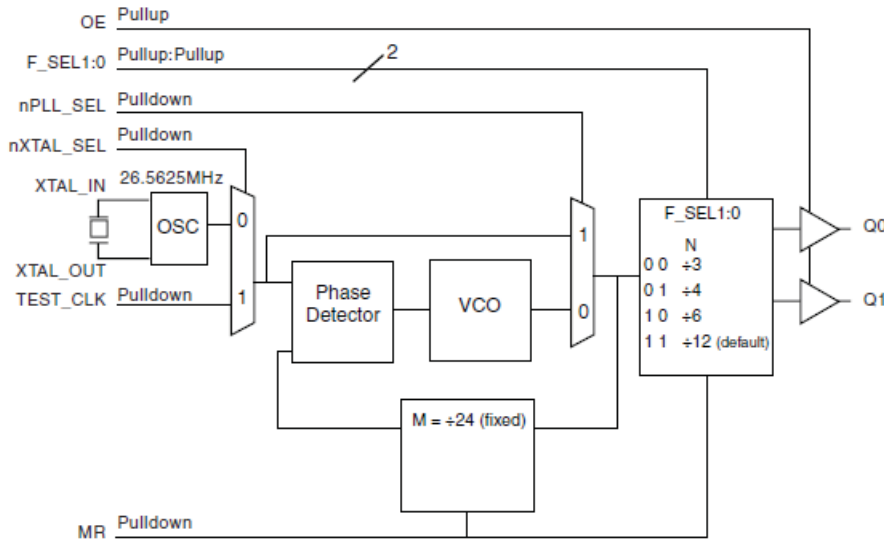 OE Pullup
F_SEL1:0 Pullup:Pullup 2
nPLL_SEL Pulldown
nXTAL_SEL Pulldown
XTAL_IN 26.5625MHz
OSC
0
XTAL_OUT
TEST_CLK Pulldown
1
Phase
Detector
VCO
1
0
F_SEL1:0
N
0 0 ÷3
0 1 ÷4
1 0 ÷6
1 1 ÷12 (default)
Q0
Q1
M = ÷24 (fixed)
MR Pulldown